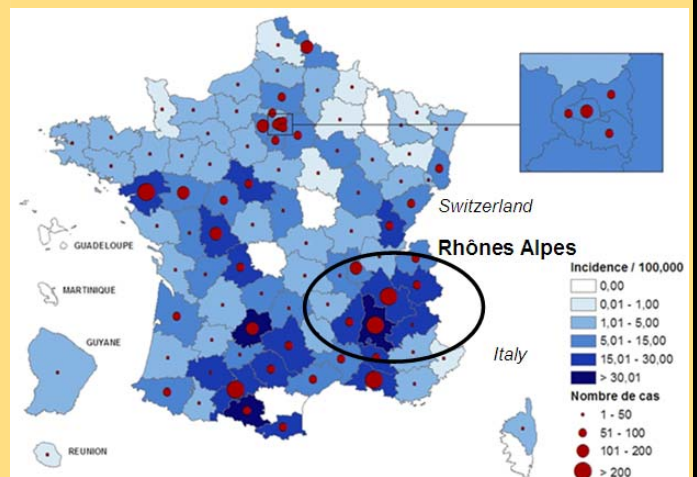 Switzerland
Rhônes Alpes
GUADELOUPE
MARTINIQUE
GUYANE
REUNION
Italy
Incidence / 100,000
0,00
0,01 - 1,00
1,01 - 5,00
5,01 - 15,00
15,01 - 30,00
> 30,01
Nombre de cas
1 - 50
51 - 100
101 - 200
> 200